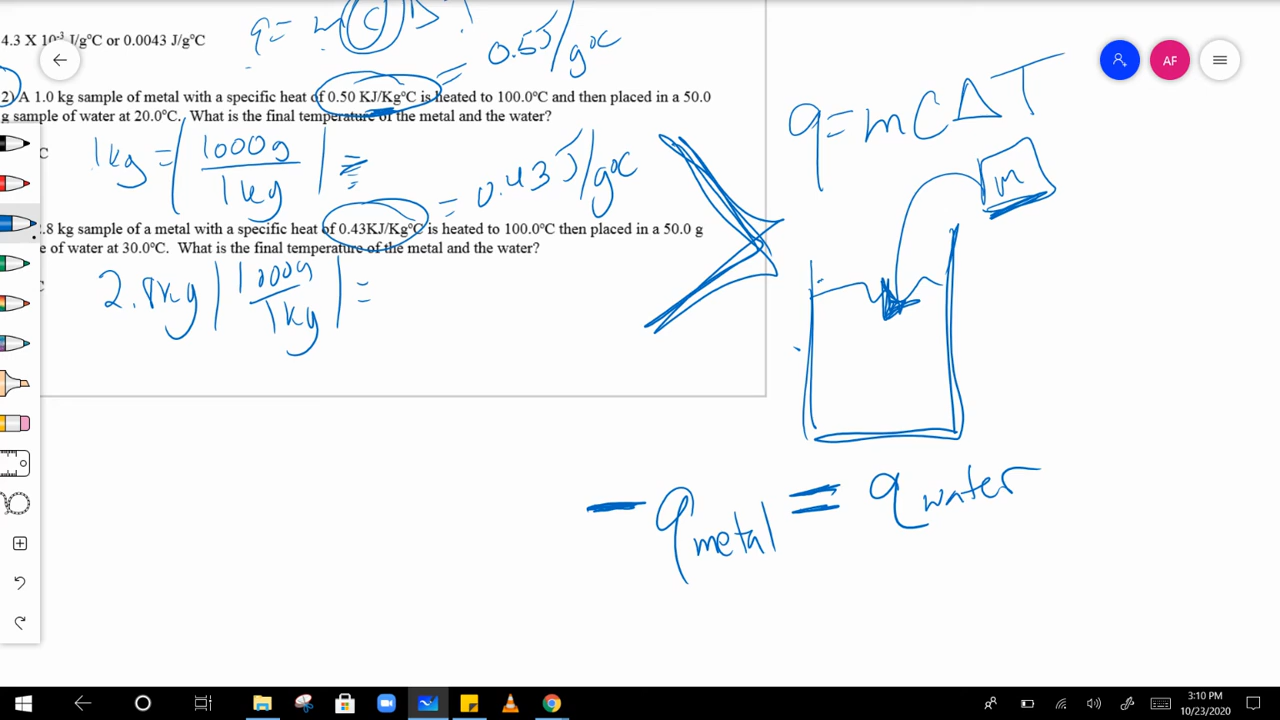 q= m C Δ T
4.3 X 10⁻³ J/g°C or 0.0043 J/g°C
= 0.5J/g°C
2) A 1.0 kg sample of metal with a specific heat of 0.50 KJ/Kg°C is heated to 100.0°C and then placed in a 50.0
g sample of water at 20.0°C. What is the final temperature of the metal and the water?
C
1kg = | 1000g / 1kg | =
= 0.43 J/g°C
.8 kg sample of a metal with a specific heat of 0.43KJ/Kg°C is heated to 100.0°C then placed in a 50.0 g
e of water at 30.0°C. What is the final temperature of the metal and the water?
C
2.8kg | 1000g / 1kg | =
q= mCΔT
m
- q metal = q water
AF
3:10 PM
10/23/2020